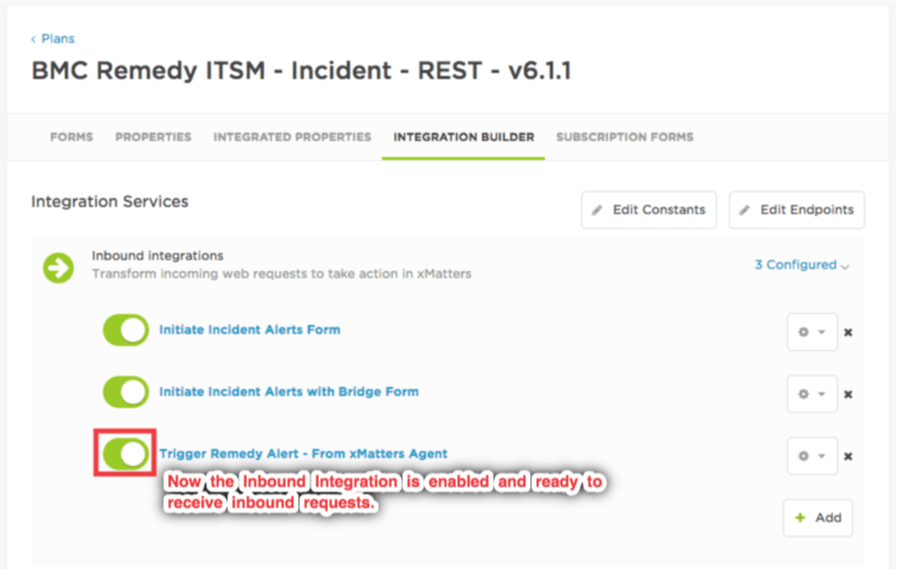 ‹ Plans
BMC Remedy ITSM - Incident - REST - v6.1.1
FORMS PROPERTIES INTEGRATED PROPERTIES INTEGRATION BUILDER SUBSCRIPTION FORMS
Integration Services Edit Constants Edit Endpoints
Inbound integrations
Transform incoming web requests to take action in xMatters
3 Configured
Initiate Incident Alerts Form
Initiate Incident Alerts with Bridge Form
Trigger Remedy Alert - From xMatters Agent
Now the Inbound Integration is enabled and ready to
receive inbound requests.
+ Add